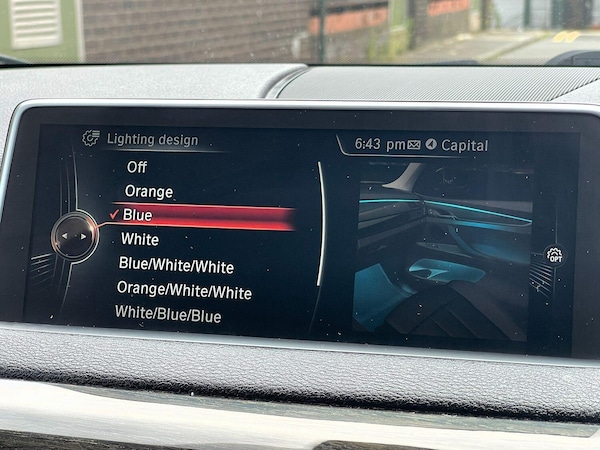 Lighting design
6:43 pm Capital
Off
Orange
✓ Blue
White
Blue/White/White
Orange/White/White
White/Blue/Blue
OPT